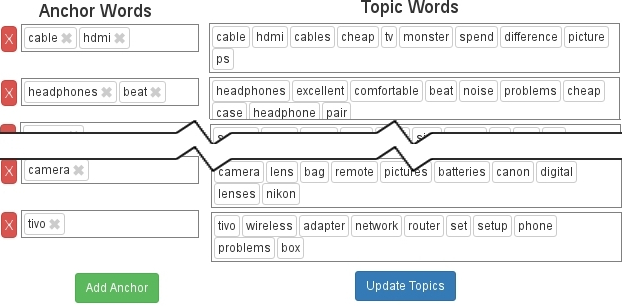 Anchor Words Topic Words
X cable ✖ hdmi ✖ cable hdmi cables cheap tv monster spend difference picture
ps
X headphones ✖ beat ✖ headphones excellent comfortable beat noise problems cheap
case headphone pair
X camera ✖ camera lens bag remote pictures batteries canon digital
lenses nikon
X tivo ✖ tivo wireless adapter network router set setup phone
problems box
Add Anchor Update Topics